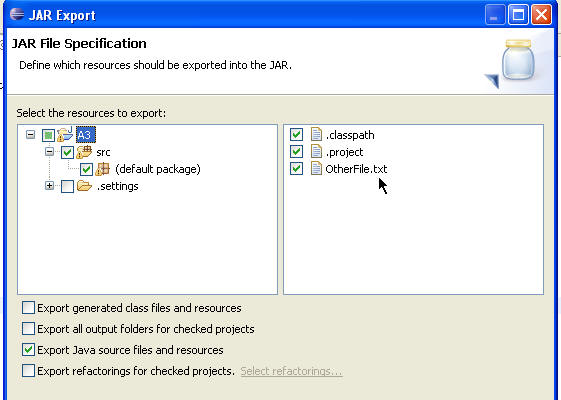 JAR Export
JAR File Specification
Define which resources should be exported into the JAR.
Select the resources to export:
A3
src
(default package)
.settings
.classpath
.project
OtherFile.txt
Export generated class files and resources
Export all output folders for checked projects
Export Java source files and resources
Export refactorings for checked projects. Select refactorings...